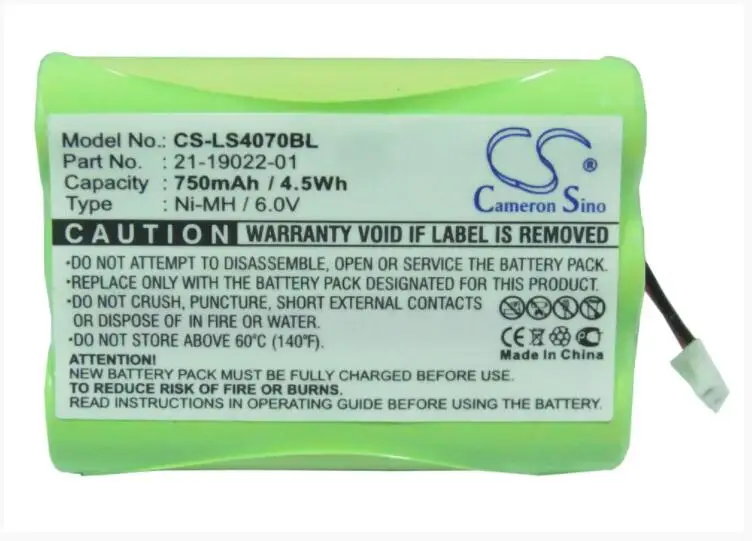 Model No.: CS-LS4070BL
Part No. : 21-19022-01
Capacity : 750mAh / 4.5Wh
Type : Ni-MH / 6.0V
CS ®
Cameron Sino
CAUTION WARRANTY VOID IF LABEL IS REMOVED
•DO NOT ATTEMPT TO DISSEMBLE, OPEN OR SERVICE THE BATTERY PACK.
•REPLACE ONLY WITH THE BATTERY PACK DESIGNATED FOR THIS PRODUCT.
•DO NOT CRUSH, PUNCTURE, SHORT EXTERNAL CONTACTS
OR DISPOSE OF IN FIRE OR WATER.
•DO NOT STORE ABOVE 60°C (140°F).
CE
Made In China
ATTENTION:
NEW BATTERY PACK MUST BE FULLY CHARGED BEFORE USE
TO REDUCE RISK OF FIRE OR BURNS.
READ INSTRUCTIONS IN OPERATING GUIDE BEFORE USING THE BATTERY.